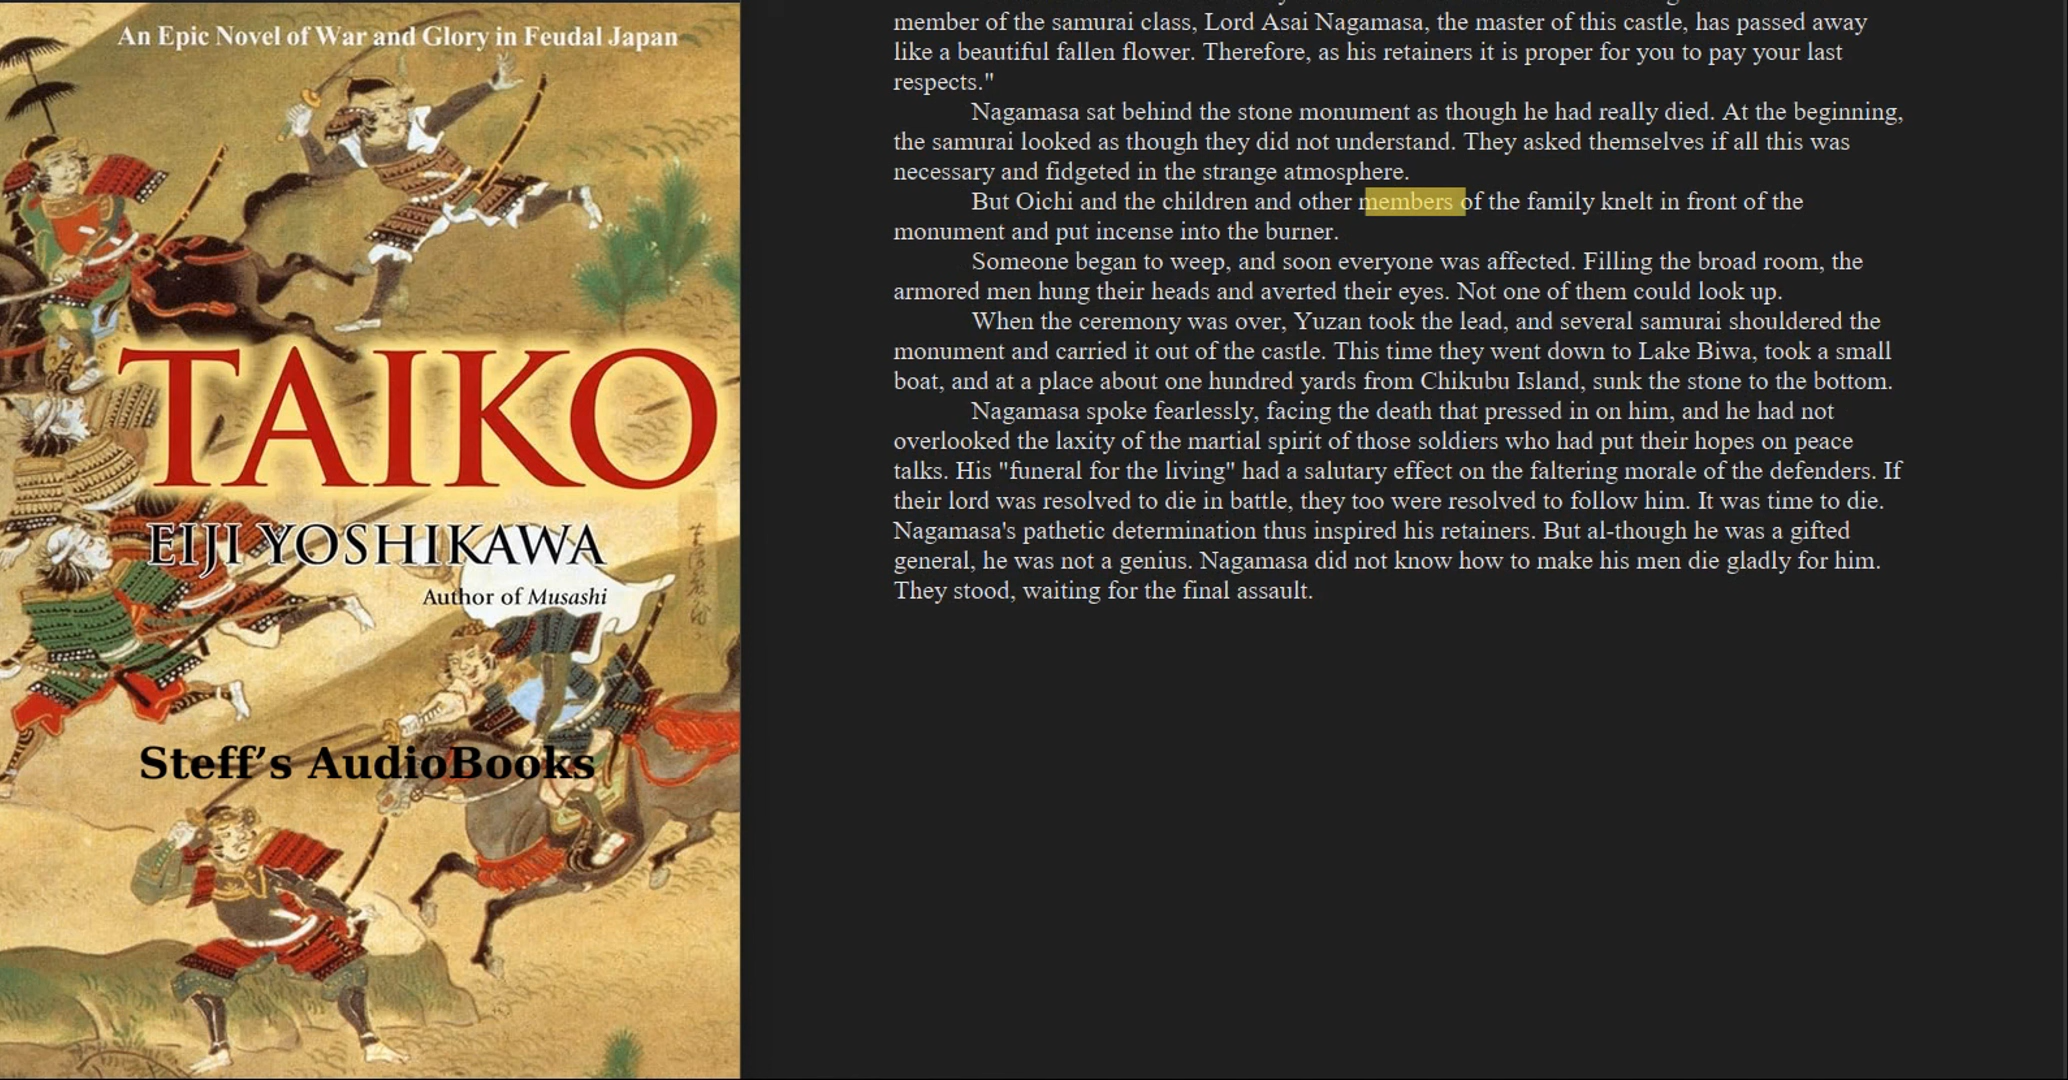 An Epic Novel of War and Glory in Feudal Japan
TAIKO
EIJI YOSHIKAWA
Author of Musashi
Steff's AudioBooks
member of the samurai class, Lord Asai Nagamasa, the master of this castle, has passed away
like a beautiful fallen flower. Therefore, as his retainers it is proper for you to pay your last
respects."
Nagamasa sat behind the stone monument as though he had really died. At the beginning,
the samurai looked as though they did not understand. They asked themselves if all this was
necessary and fidgeted in the strange atmosphere.
But Oichi and the children and other members of the family knelt in front of the
monument and put incense into the burner.
Someone began to weep, and soon everyone was affected. Filling the broad room, the
armored men hung their heads and averted their eyes. Not one of them could look up.
When the ceremony was over, Yuzan took the lead, and several samurai shouldered the
monument and carried it out of the castle. This time they went down to Lake Biwa, took a small
boat, and at a place about one hundred yards from Chikubu Island, sunk the stone to the bottom.
Nagamasa spoke fearlessly, facing the death that pressed in on him, and he had not
overlooked the laxity of the martial spirit of those soldiers who had put their hopes on peace
talks. His "funeral for the living" had a salutary effect on the faltering morale of the defenders. If
their lord was resolved to die in battle, they too were resolved to follow him. It was time to die.
Nagamasa's pathetic determination thus inspired his retainers. But al-though he was a gifted
general, he was not a genius. Nagamasa did not know how to make his men die gladly for him.
They stood, waiting for the final assault.